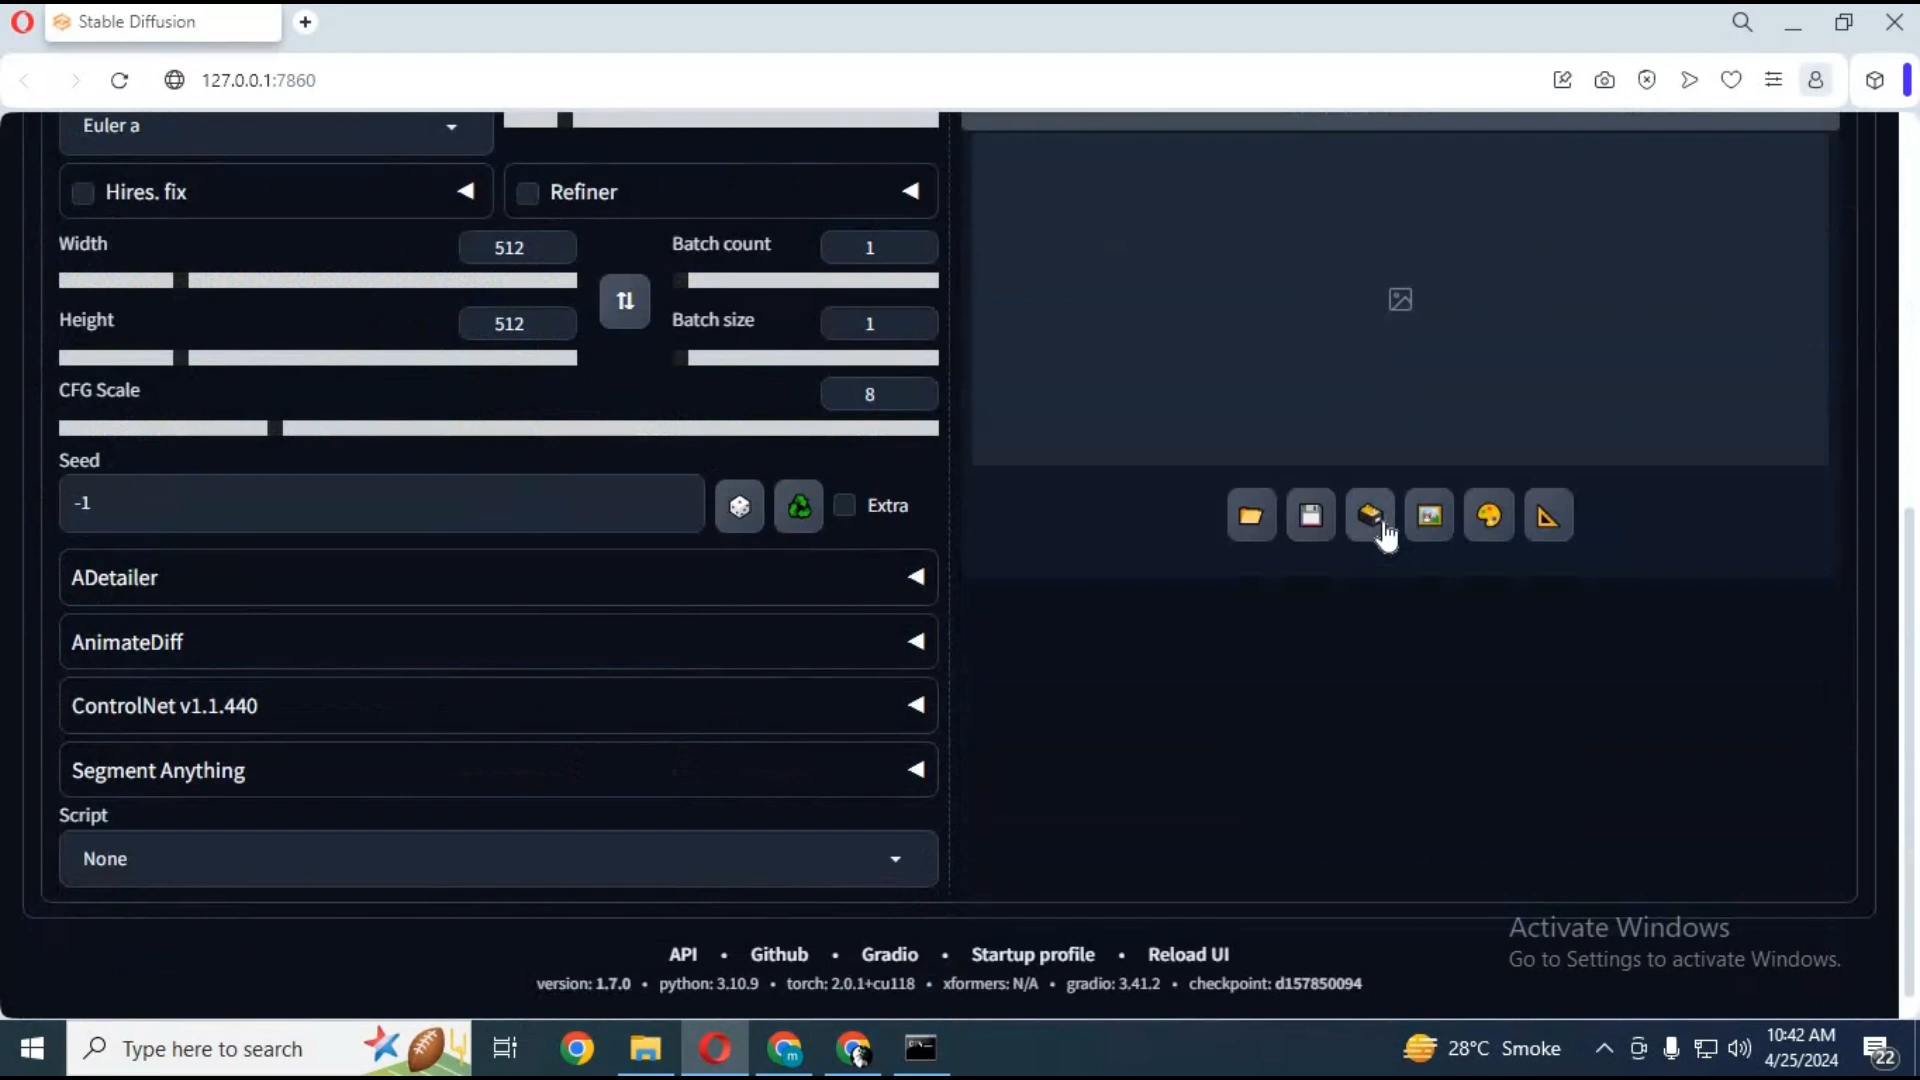 Stable Diffusion
127.0.0.1:7860
Euler a
Hires. fix
Refiner
Width 512
Batch count 1
Height 512
Batch size 1
CFG Scale 8
Seed
-1
Extra
ADetailer
AnimateDiff
ControlNet v1.1.440
Segment Anything
Script
None
API • Github • Gradio • Startup profile • Reload UI
version: 1.7.0 • python: 3.10.9 • torch: 2.0.1+cu118 • xformers: N/A • gradio: 3.41.2 • checkpoint: d157850094
Activate Windows
Go to Settings to activate Windows.
Type here to search
m
28°C Smoke
10:42 AM
4/25/2024
22